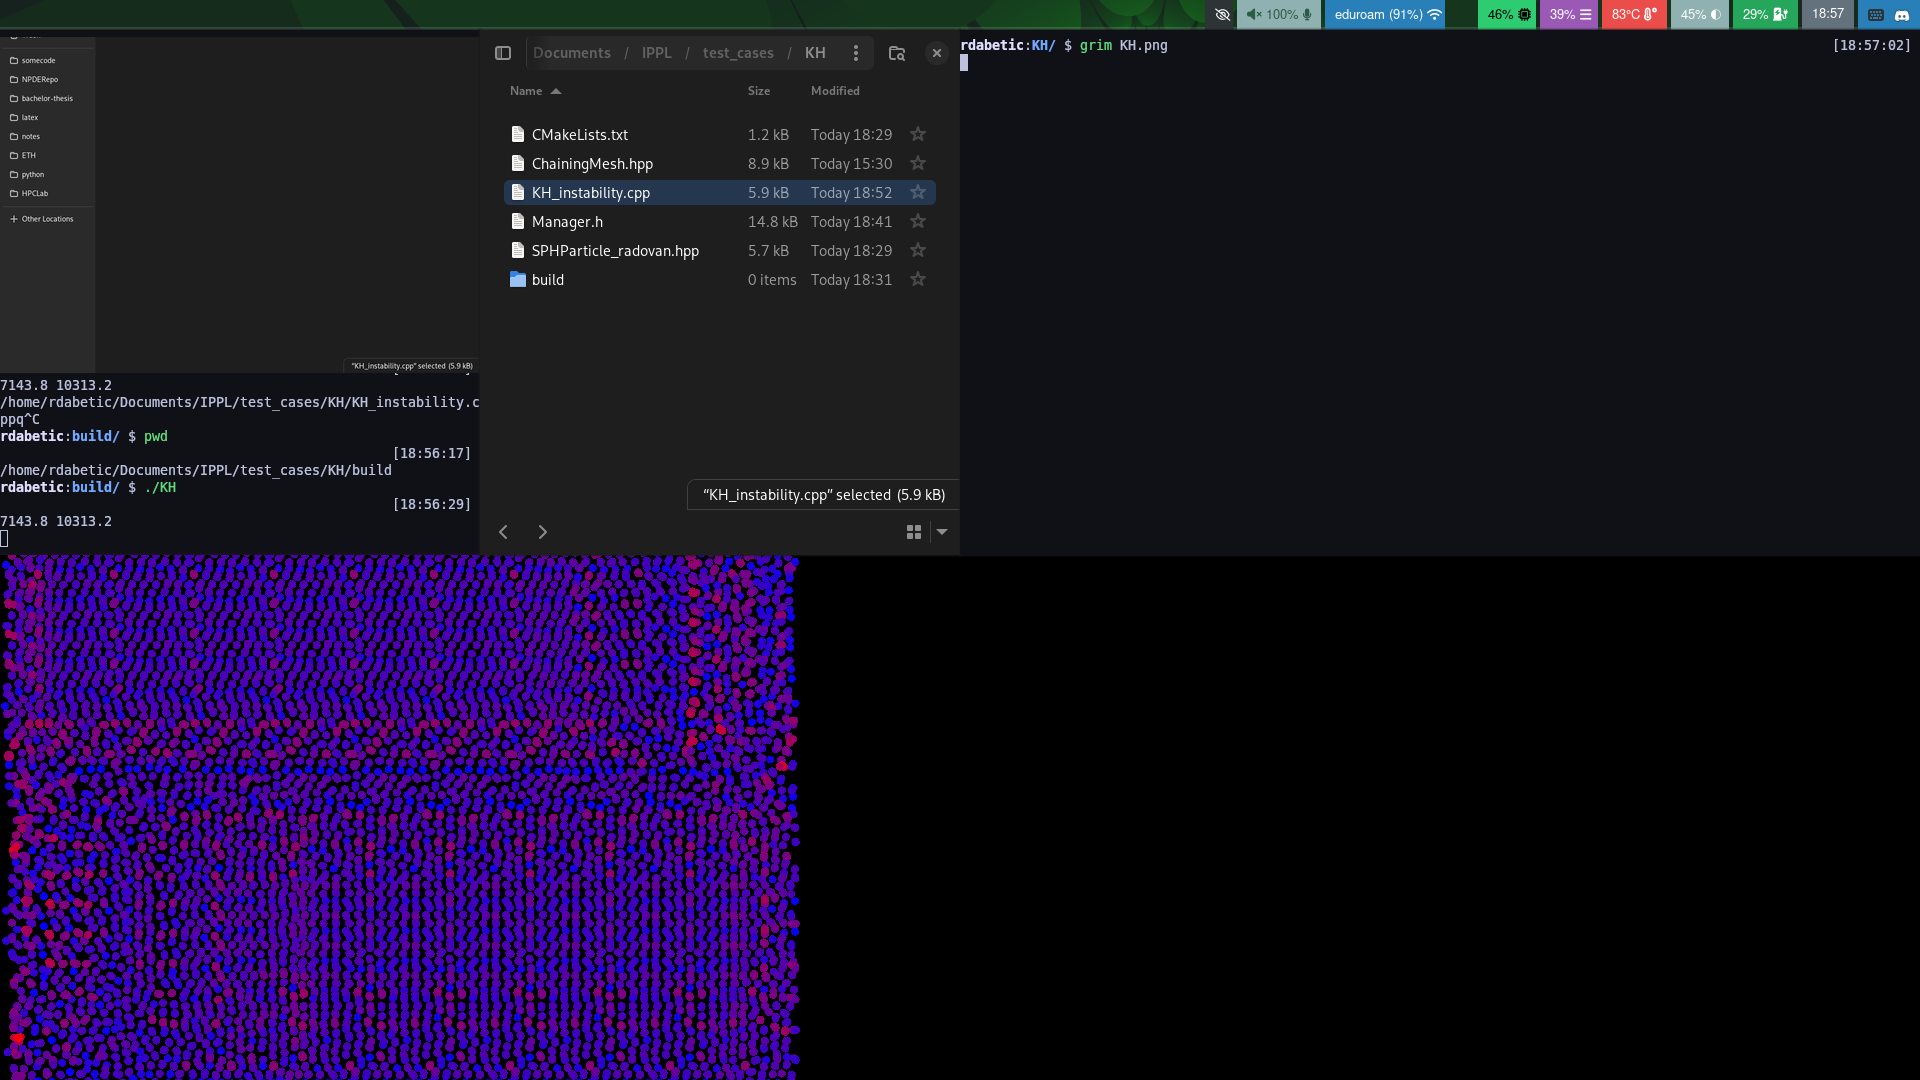 100%
eduroam (91%)
46%
39%
83°C
45%
29%
18:57
somecode
NPDERepo
bachelor-thesis
latex
notes
ETH
python
HPCLab
Other Locations
"KH_instability.cpp" selected (5.9 kB)
Documents / IPPL / test_cases / KH
Name Size Modified
CMakeLists.txt 1.2 kB Today 18:29
ChainingMesh.hpp 8.9 kB Today 15:30
KH_instability.cpp 5.9 kB Today 18:52
Manager.h 14.8 kB Today 18:41
SPHParticle_radovan.hpp 5.7 kB Today 18:29
build 0 items Today 18:31
“KH_instability.cpp” selected (5.9 kB)
rdabetic:KH/ $ grim KH.png [18:57:02]
7143.8 10313.2
/home/rdabetic/Documents/IPPL/test_cases/KH/KH_instability.c
ppq^C
rdabetic:build/ $ pwd
[18:56:17]
/home/rdabetic/Documents/IPPL/test_cases/KH/build
rdabetic:build/ $ ./KH
[18:56:29]
7143.8 10313.2